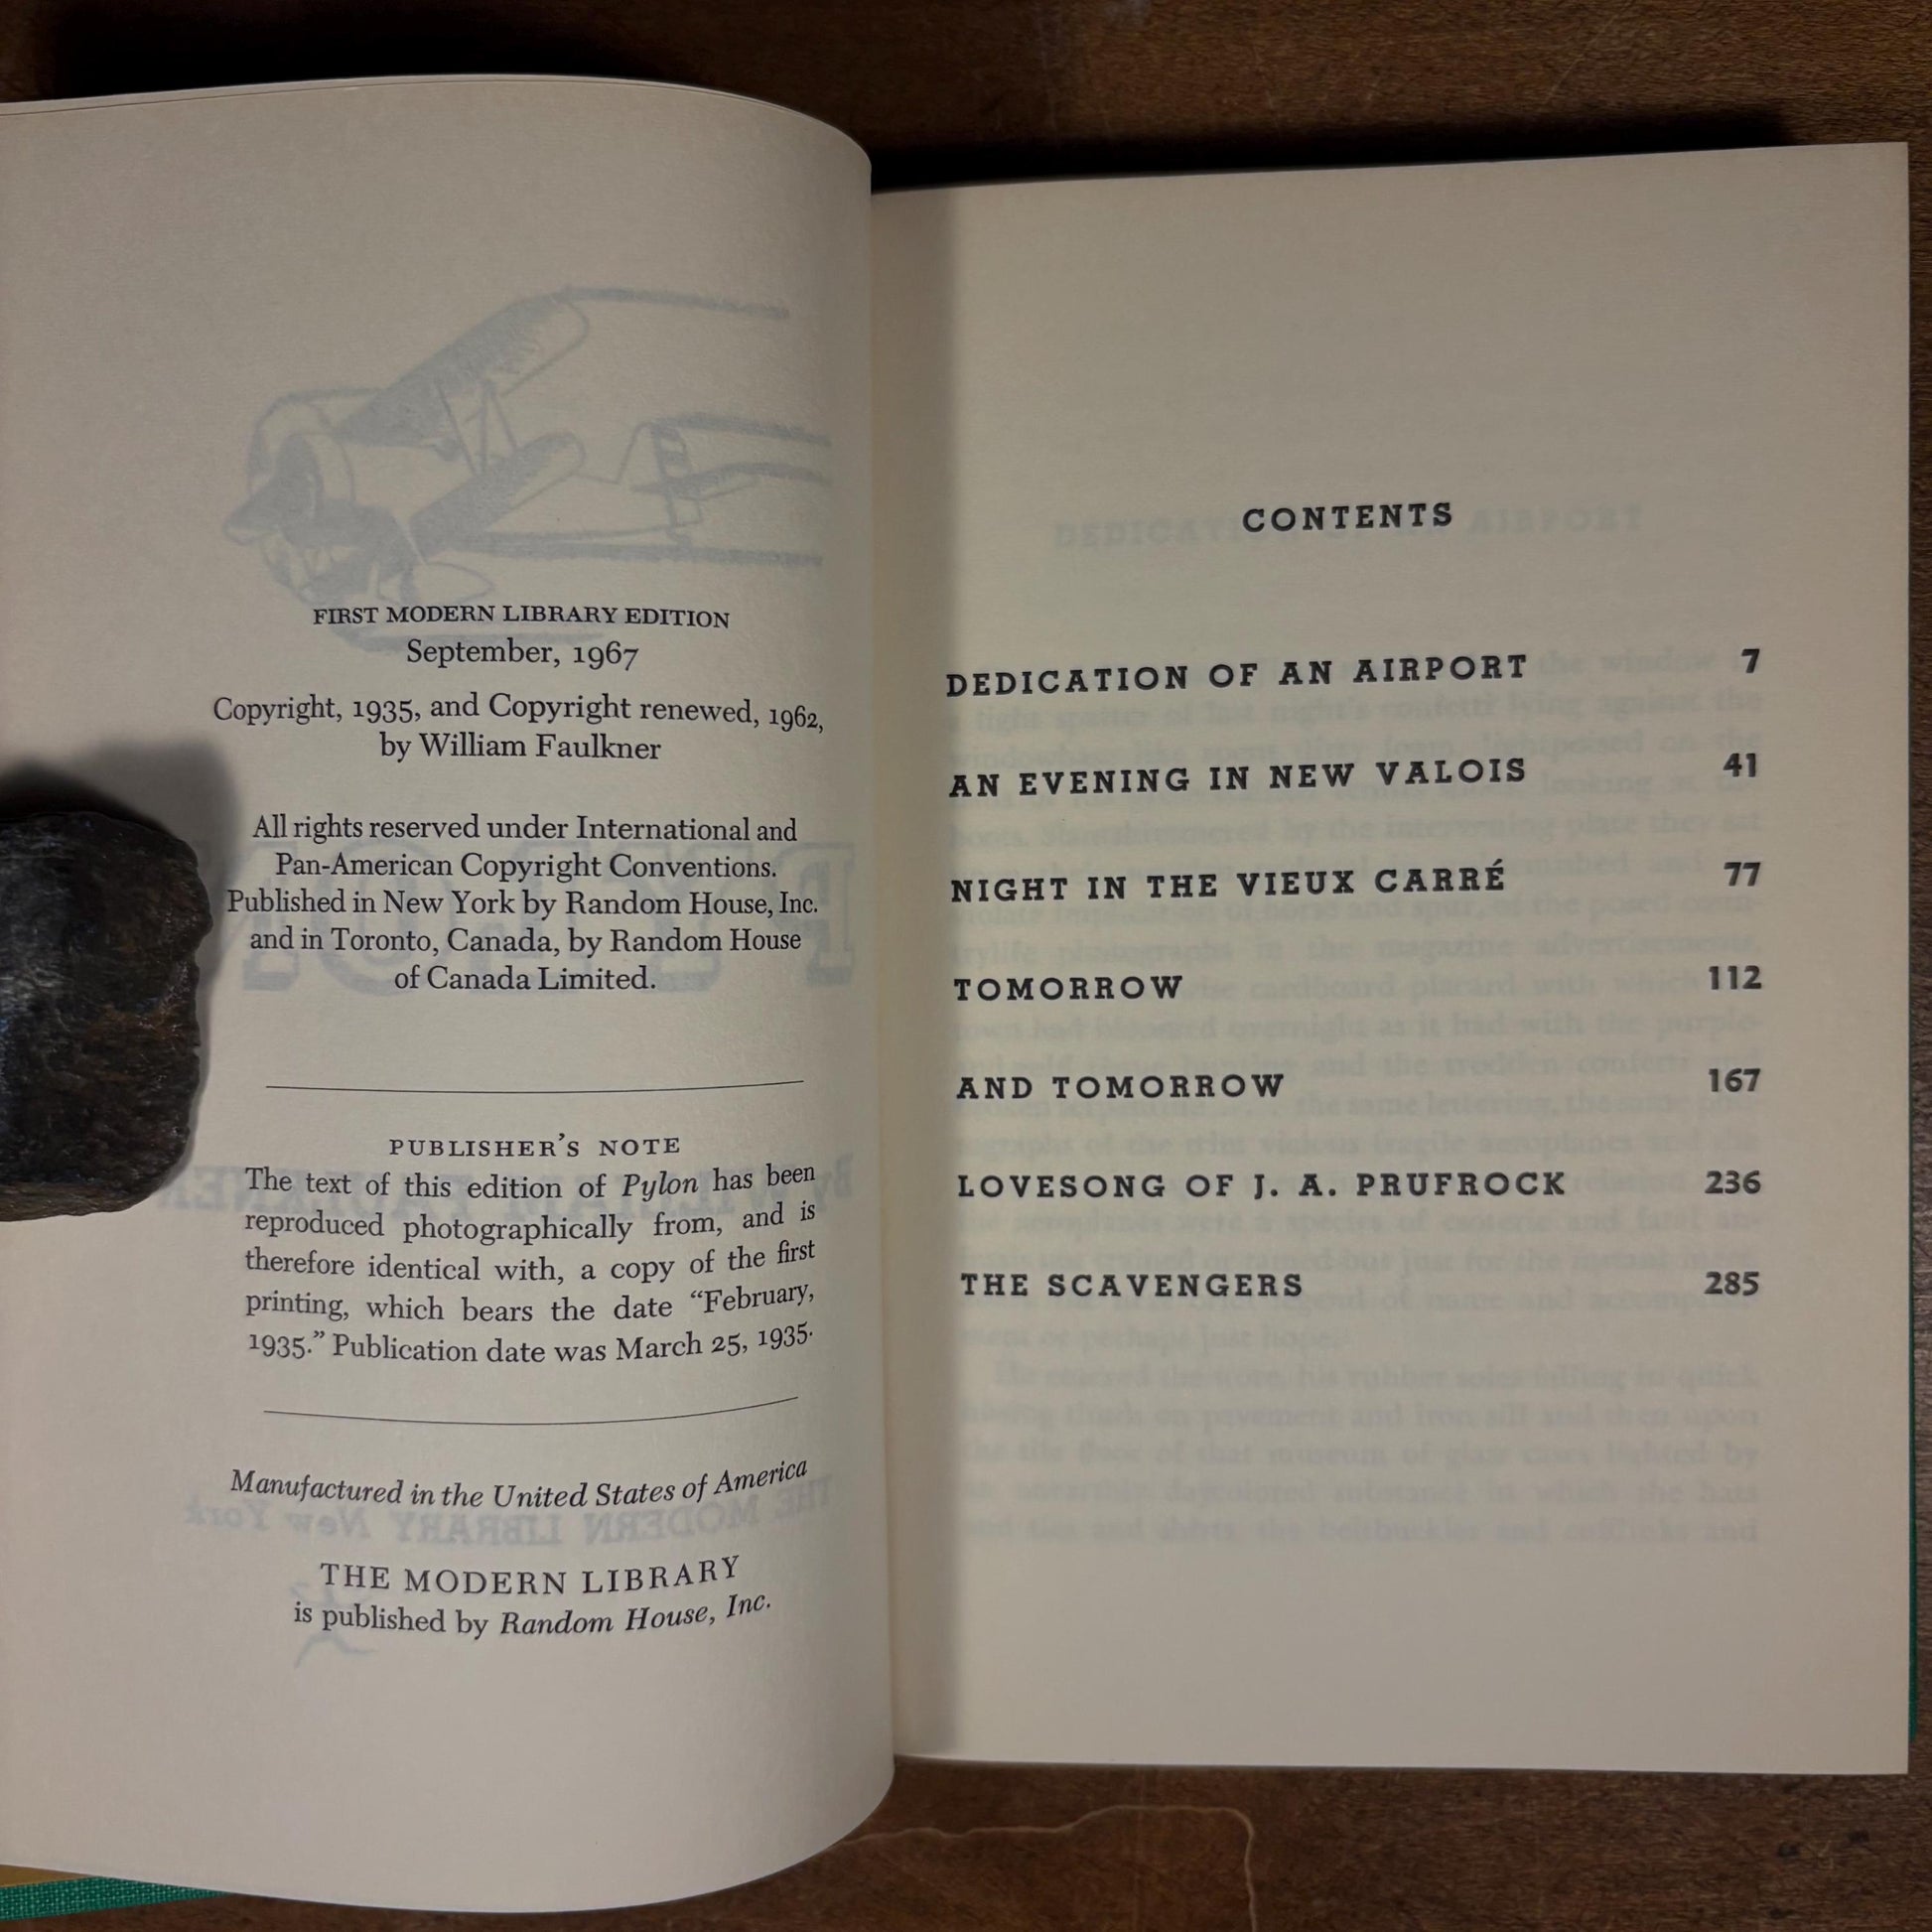 FIRST MODERN LIBRARY EDITION
September, 1967
Copyright, 1935, and Copyright renewed, 1962,
by William Faulkner
All rights reserved under International and
Pan-American Copyright Conventions.
Published in New York by Random House, Inc.
and in Toronto, Canada, by Random House
of Canada Limited.
PUBLISHER'S NOTE
The text of this edition of Pylon has been
reproduced photographically from, and is
therefore identical with, a copy of the first
printing, which bears the date “February,
1935.” Publication date was March 25, 1935.
Manufactured in the United States of America
THE MODERN LIBRARY
is published by Random House, Inc.
CONTENTS
DEDICATION OF AN AIRPORT 7
AN EVENING IN NEW VALOIS 41
NIGHT IN THE VIEUX CARRÉ 77
TOMORROW 112
AND TOMORROW 167
LOVESONG OF J. A. PRUFROCK 236
THE SCAVENGERS 285